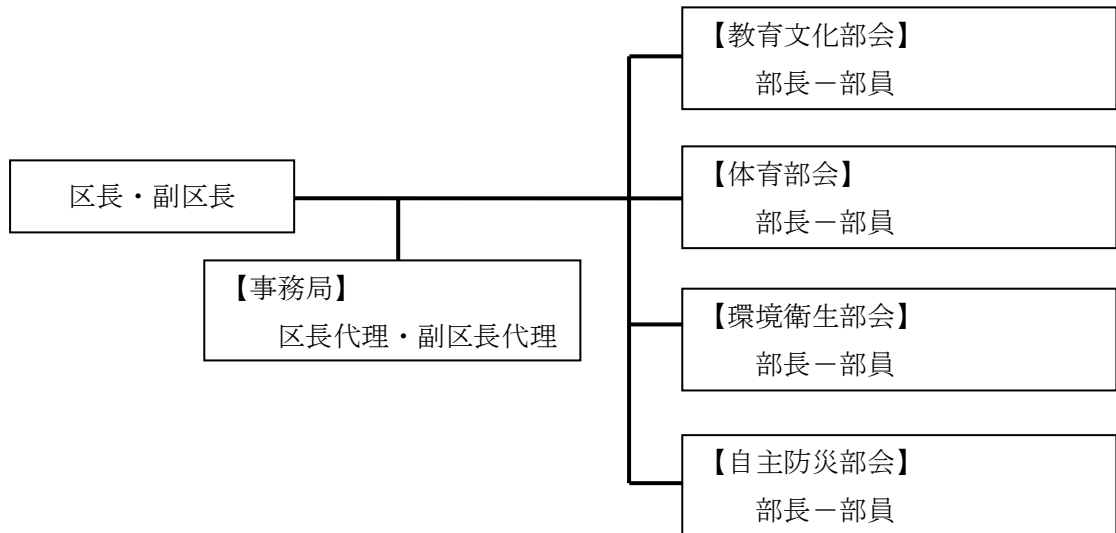 区長・副区長
【事務局】
区長代理・副区長代理
【教育文化部会】
部長－部員
【体育部会】
部長－部員
【環境衛生部会】
部長－部員
【自主防災部会】
部長－部員